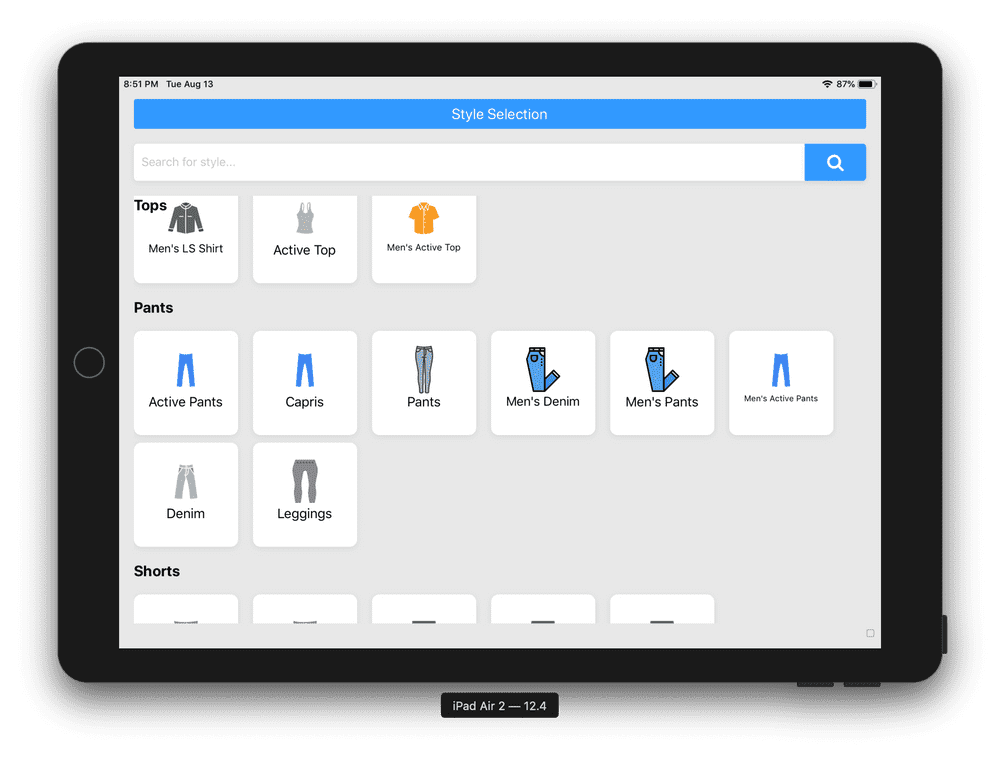 8:51 PM Tue Aug 13 87%
Style Selection
Search for style...
Tops
Men's LS Shirt Active Top Men's Active Top
Pants
Active Pants Capris Pants Men's Denim Men's Pants Men's Active Pants
Denim Leggings
Shorts
iPad Air 2 — 12.4